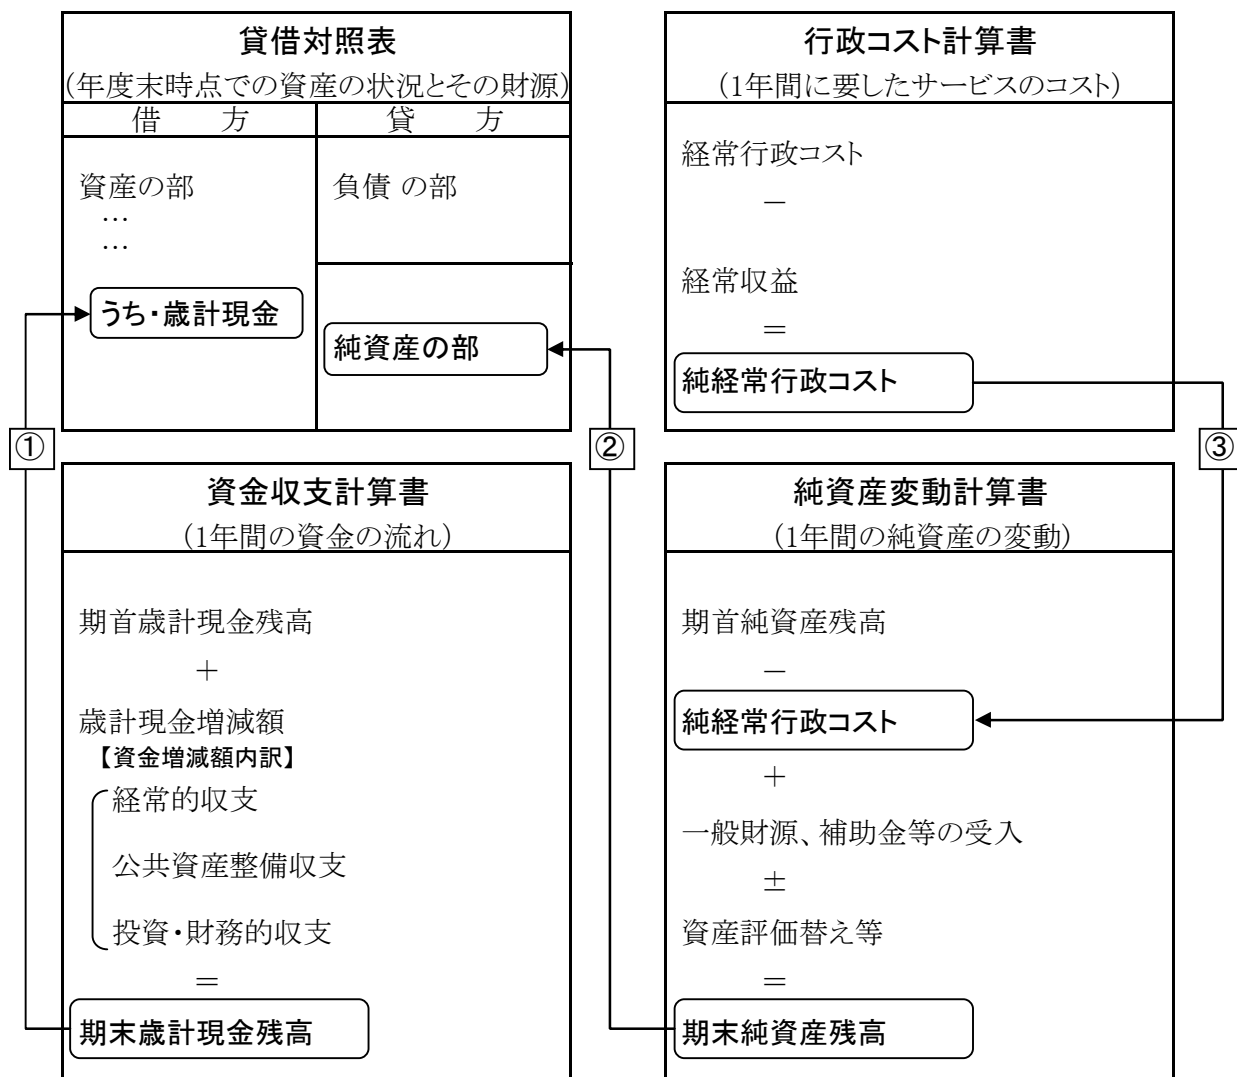 貸借対照表
(年度末時点での資産の状況とその財源)
借　　方
貸　　方
資産の部
…
…
うち・歳計現金
負債 の部
純資産の部
行政コスト計算書
(1年間に要したサービスのコスト)
経常行政コスト
－
経常収益
＝
純経常行政コスト
①
②
③
資金収支計算書
(1年間の資金の流れ)
期首歳計現金残高
＋
歳計現金増減額
【資金増減額内訳】
経常的収支
公共資産整備収支
投資・財務的収支
＝
期末歳計現金残高
純資産変動計算書
(1年間の純資産の変動)
期首純資産残高
－
純経常行政コスト
＋
一般財源、補助金等の受入
±
資産評価替え等
＝
期末純資産残高